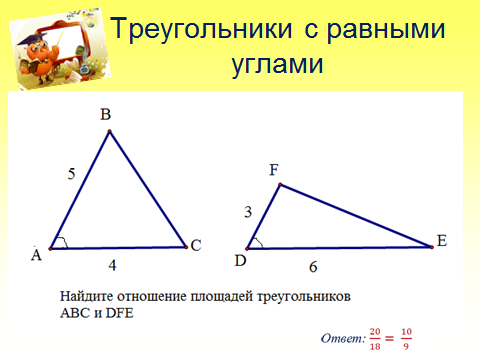 Треугольники с равными
углами
B
5
A
4
C
F
3
D
6
E
Найдите отношение площадей треугольников
ABC и DFE
Ответ: 20/18 = 10/9